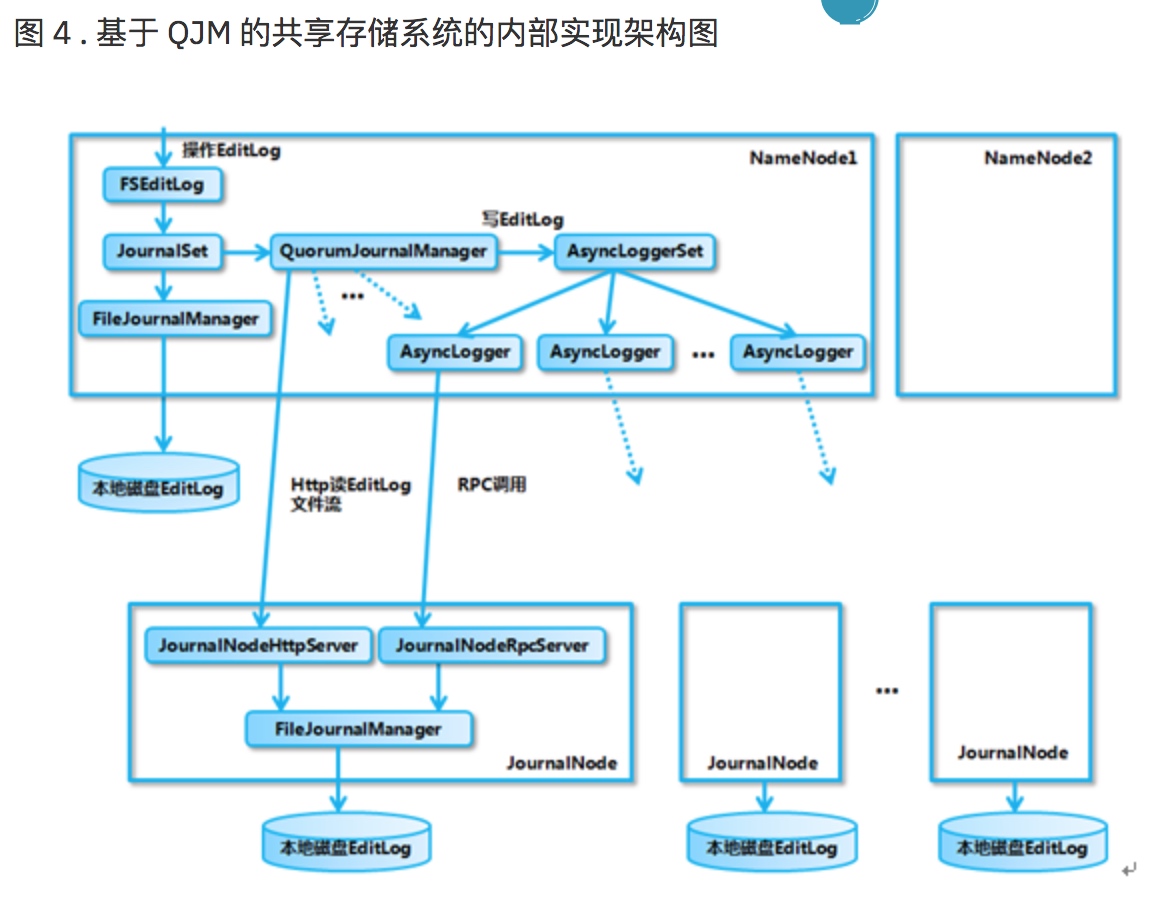 图 4 . 基于 QJM 的共享存储系统的内部实现架构图
操作EditLog
NameNode1
NameNode2
FSEditLog
写EditLog
JournalSet
QuorumJournalManager
AsyncLoggerSet
...
FileJournalManager
AsyncLogger
AsyncLogger
...
AsyncLogger
本地磁盘EditLog
Http读EditLog
文件流
RPC调用
JournalNodeHttpServer
JournalNodeRpcServer
...
FileJournalManager
JournalNode
JournalNode
JournalNode
本地磁盘EditLog
本地磁盘EditLog
本地磁盘EditLog